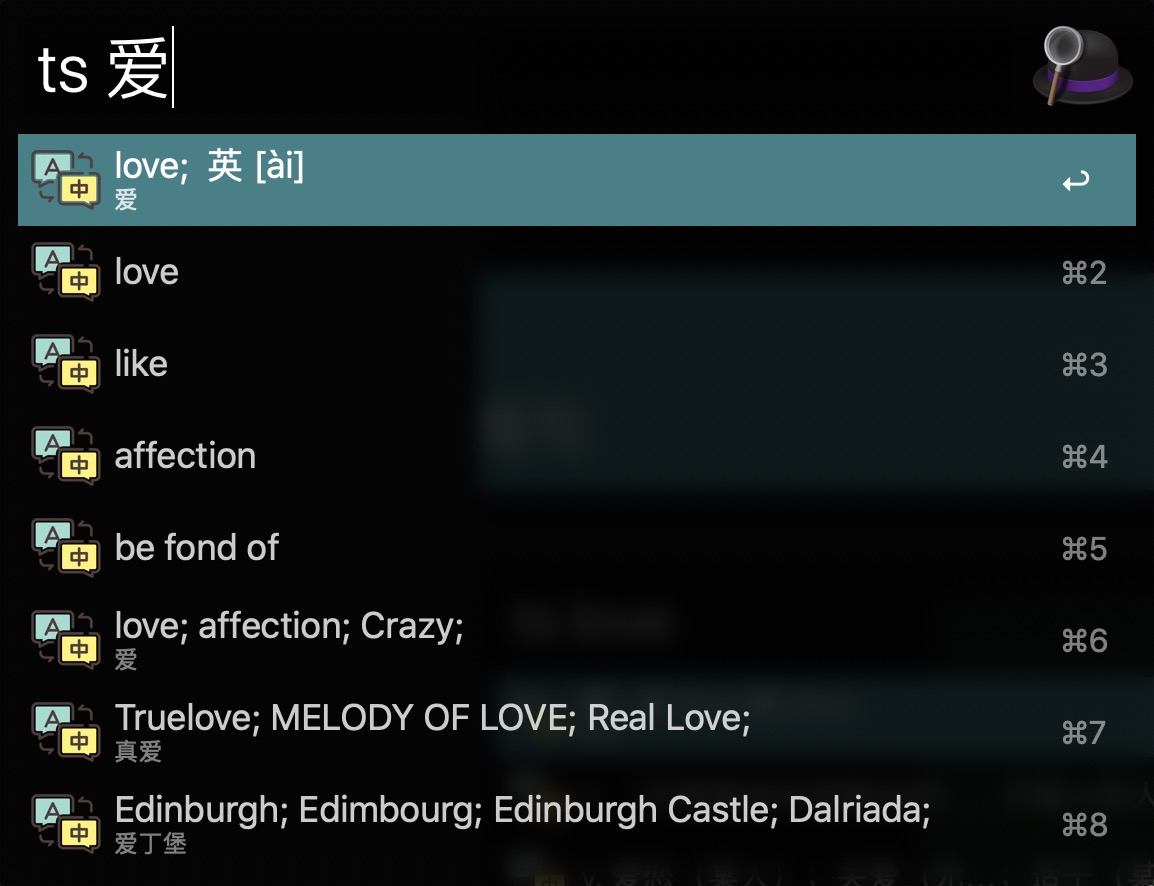 ts 爱
love;  英 [ài]
爱
love
⌘2
like
⌘3
affection
⌘4
be fond of
⌘5
love; affection; Crazy;
爱
⌘6
Truelove; MELODY OF LOVE; Real Love;
真爱
⌘7
Edinburgh; Edimbourg; Edinburgh Castle; Dalriada;
爱丁堡
⌘8